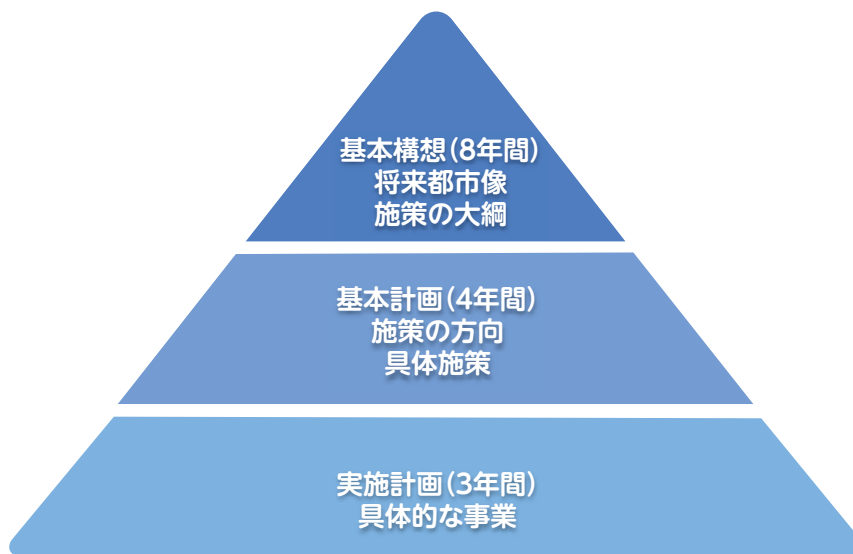 基本構想(8年間)
将来都市像
施策の大綱
基本計画(4年間)
施策の方向
具体施策
実施計画(3年間)
具体的な事業